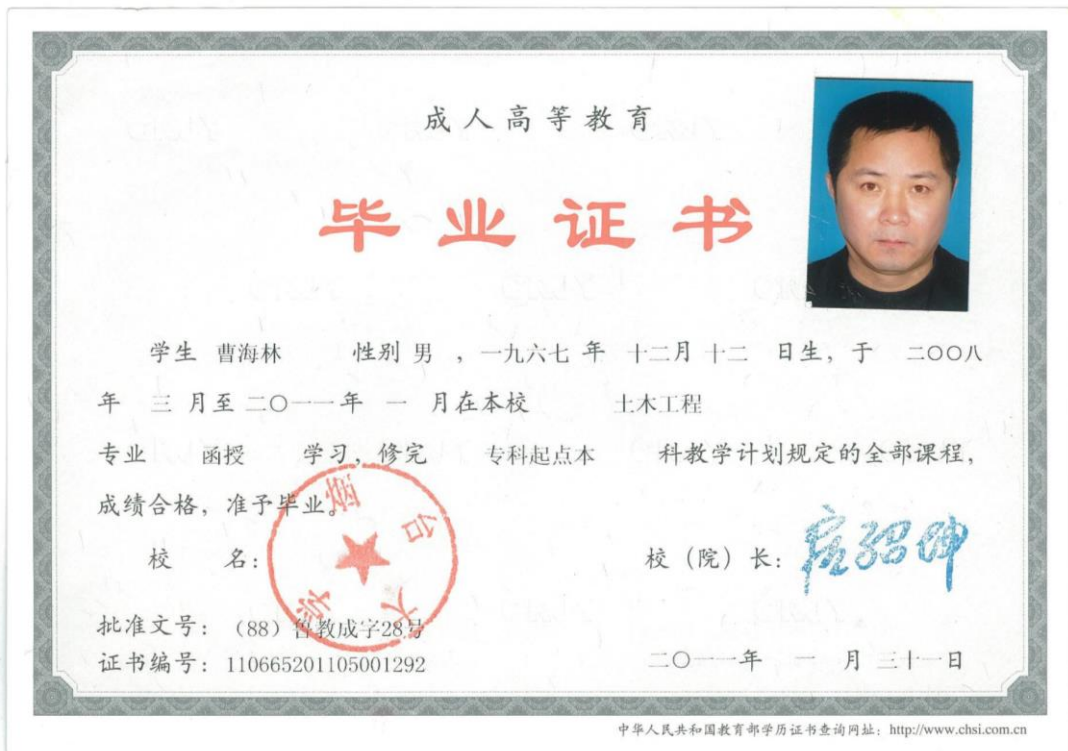 成人高等教育
毕业证书
学生 曹海林 性别 男 ，一九六七 年 十二月 十二 日生，于 二〇〇八
年 三 月至 二〇一一年 一 月在本校 土木工程
专业 函授 学习，修完 专科起点本 科教学计划规定的全部课程，
成绩合格，准予毕业。
校 名： 校（院）长：
烟台大学
批准文号：（88）鲁教成字28号
证书编号：110665201105001292 二〇一一年 一 月 三十一日
中华人民共和国教育部学历证书查询网址：http://www.chsi.com.cn